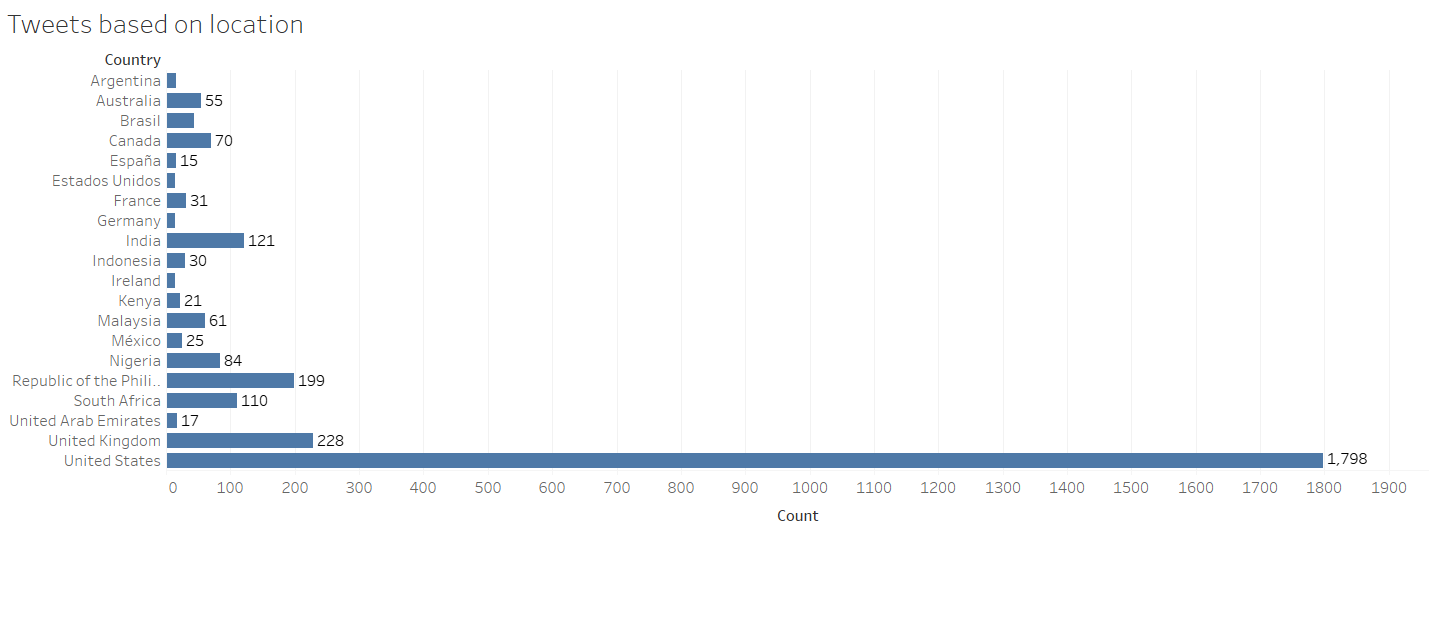 Tweets based on location
Country
Argentina
Australia 55
Brasil
Canada 70
España 15
Estados Unidos
France 31
Germany
India 121
Indonesia 30
Ireland
Kenya 21
Malaysia 61
México 25
Nigeria 84
Republic of the Phili.. 199
South Africa 110
United Arab Emirates 17
United Kingdom 228
United States 1,798
0 100 200 300 400 500 600 700 800 900 1000 1100 1200 1300 1400 1500 1600 1700 1800 1900
Count